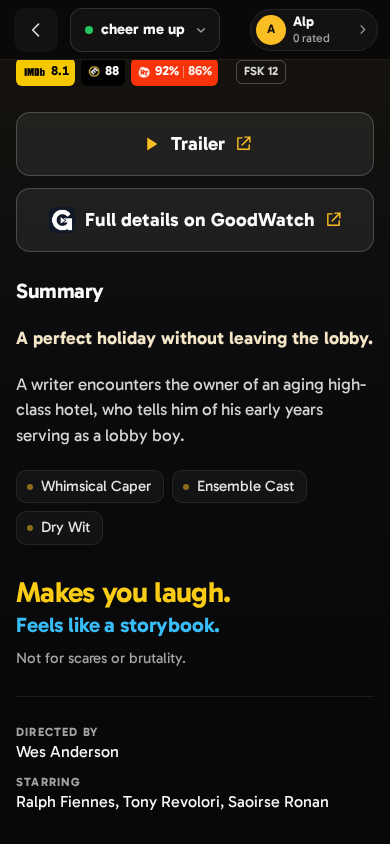 cheer me up
Alp
A
0 rated
IMDb 8.1
88
92% | 86%
FSK 12
Trailer
G Full details on GoodWatch
Summary
A perfect holiday without leaving the lobby.
A writer encounters the owner of an aging high-
class hotel, who tells him of his early years
serving as a lobby boy.
Whimsical Caper
Ensemble Cast
Dry Wit
Makes you laugh.
Feels like a storybook.
Not for scares or brutality.
DIRECTED BY
Wes Anderson
STARRING
Ralph Fiennes, Tony Revolori, Saoirse Ronan